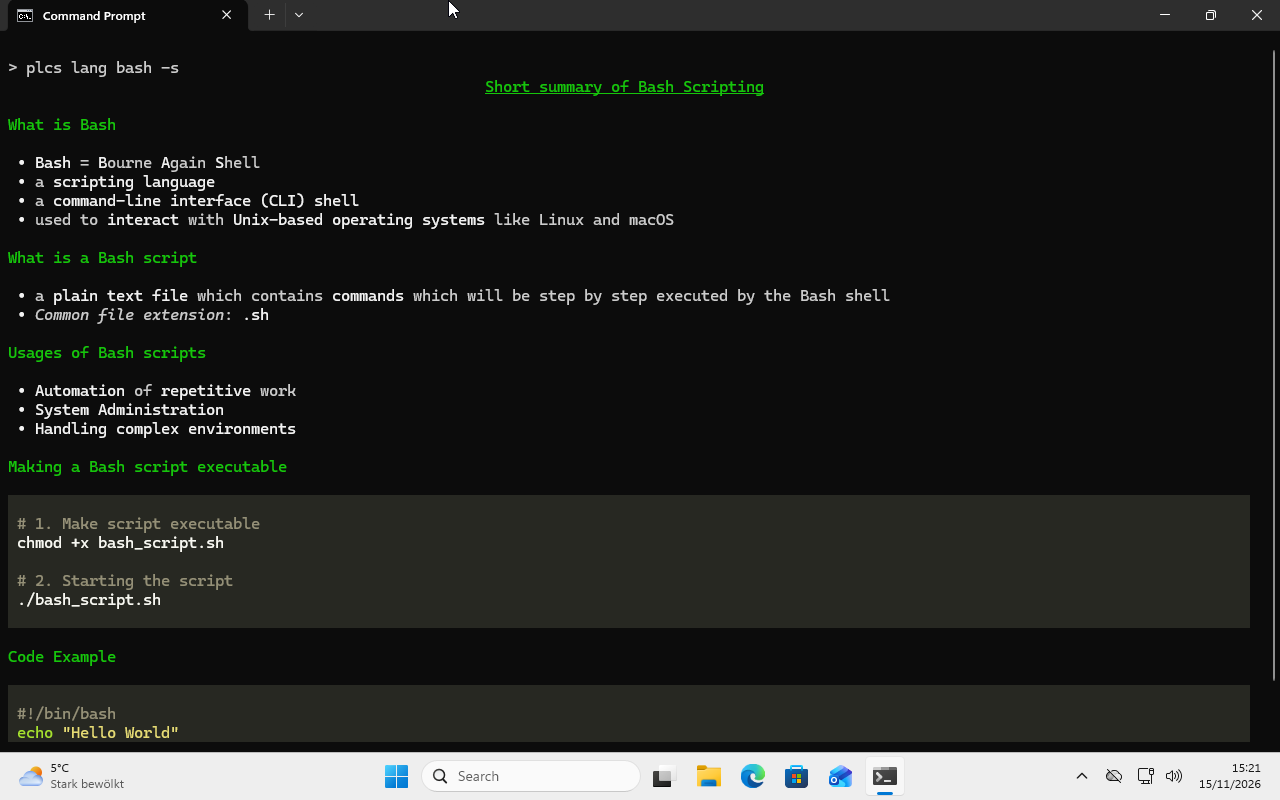 Command Prompt
> plcs lang bash -s
Short summary of Bash Scripting
What is Bash
• Bash = Bourne Again Shell
• a scripting language
• a command-line interface (CLI) shell
• used to interact with Unix-based operating systems like Linux and macOS
What is a Bash script
• a plain text file which contains commands which will be step by step executed by the Bash shell
• Common file extension: .sh
Usages of Bash scripts
• Automation of repetitive work
• System Administration
• Handling complex environments
Making a Bash script executable
# 1. Make script executable
chmod +x bash_script.sh
# 2. Starting the script
./bash_script.sh
Code Example
#!/bin/bash
echo "Hello World"
5°C
Stark bewölkt
Search
15:21
15/11/2026